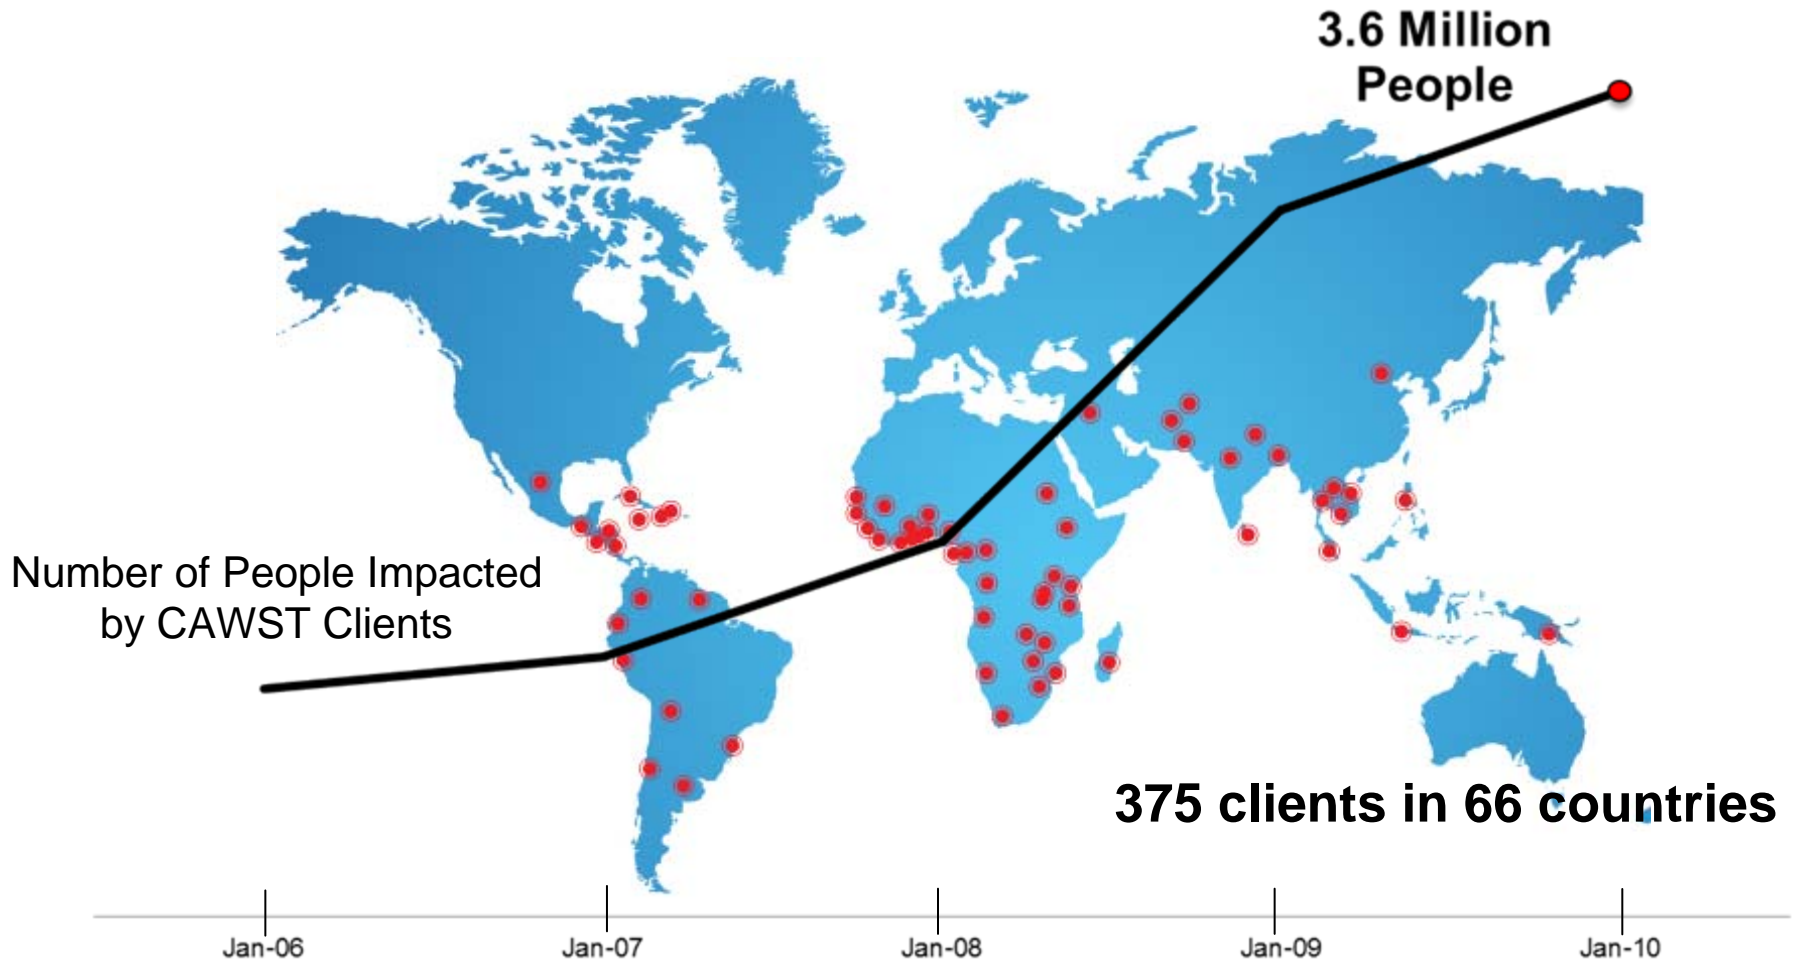 3.6 Million
People
Number of People Impacted
by CAWST Clients
375 clients in 66 countries
Jan-06
Jan-07
Jan-08
Jan-09
Jan-10